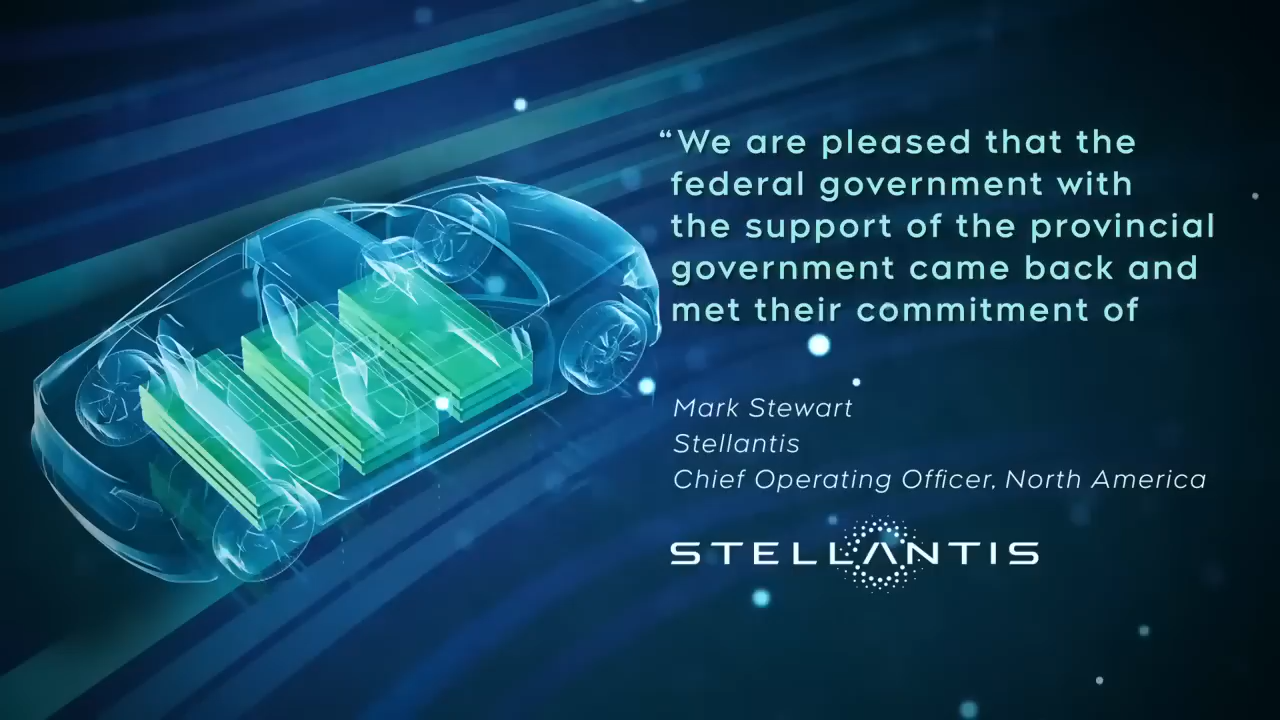 “We are pleased that the
federal government with
the support of the provincial
government came back and
met their commitment of
Mark Stewart
Stellantis
Chief Operating Officer, North America
STELLANTIS